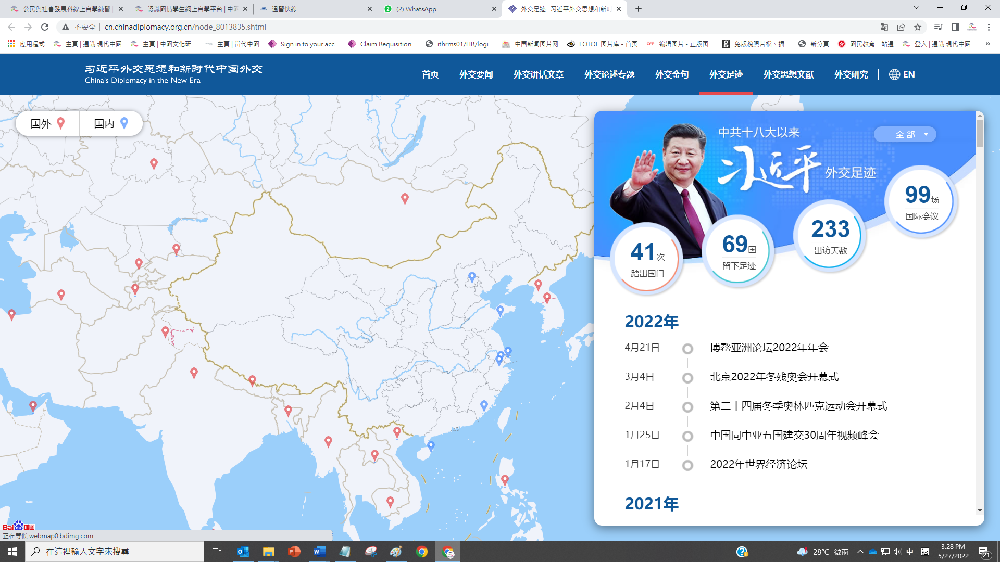 公民與社會發展科線上自學練習
認識國情學生網上自學平台 | 中
溫習快線
(2) WhatsApp
外交足迹 _习近平外交思想和新时
不安全
cn.chinadiplomacy.org.cn/node_8013835.shtml
應用程式
主頁 | 通識·現代中國
主頁 | 中國文化研...
主頁 | 當代中國
Sign in to your acc...
Claim Requisition...
ithrms01/HR/logi...
中国新闻图片网
FOTOE 图片库 - 首页
CFP
编辑图片 - 正版图...
免版稅照片檔、插...
新分頁
國民教育一站通
登入 | 通識·現代中國
»
习近平外交思想和新时代中国外交
China's Diplomacy in the New Era
首页
外交要闻
外交讲话文章
外交论述专题
外交金句
外交足迹
外交思想文献
外交研究
EN
国外
国内
中共十八大以来
全部
习近平
外交足迹
99场
国际会议
233
出访天数
69国
留下足迹
41次
踏出国门
2022年
4月21日
博鳌亚洲论坛2022年年会
3月4日
北京2022年冬残奥会开幕式
2月4日
第二十四届冬季奥林匹克运动会开幕式
1月25日
中国同中亚五国建交30周年视频峰会
1月17日
2022年世界经济论坛
2021年
Baidu地图
正在等候 webmap0.bdimg.com...
在這裡輸入文字來搜尋
28°C 微雨
中
速
3:28 PM
5/27/2022
21